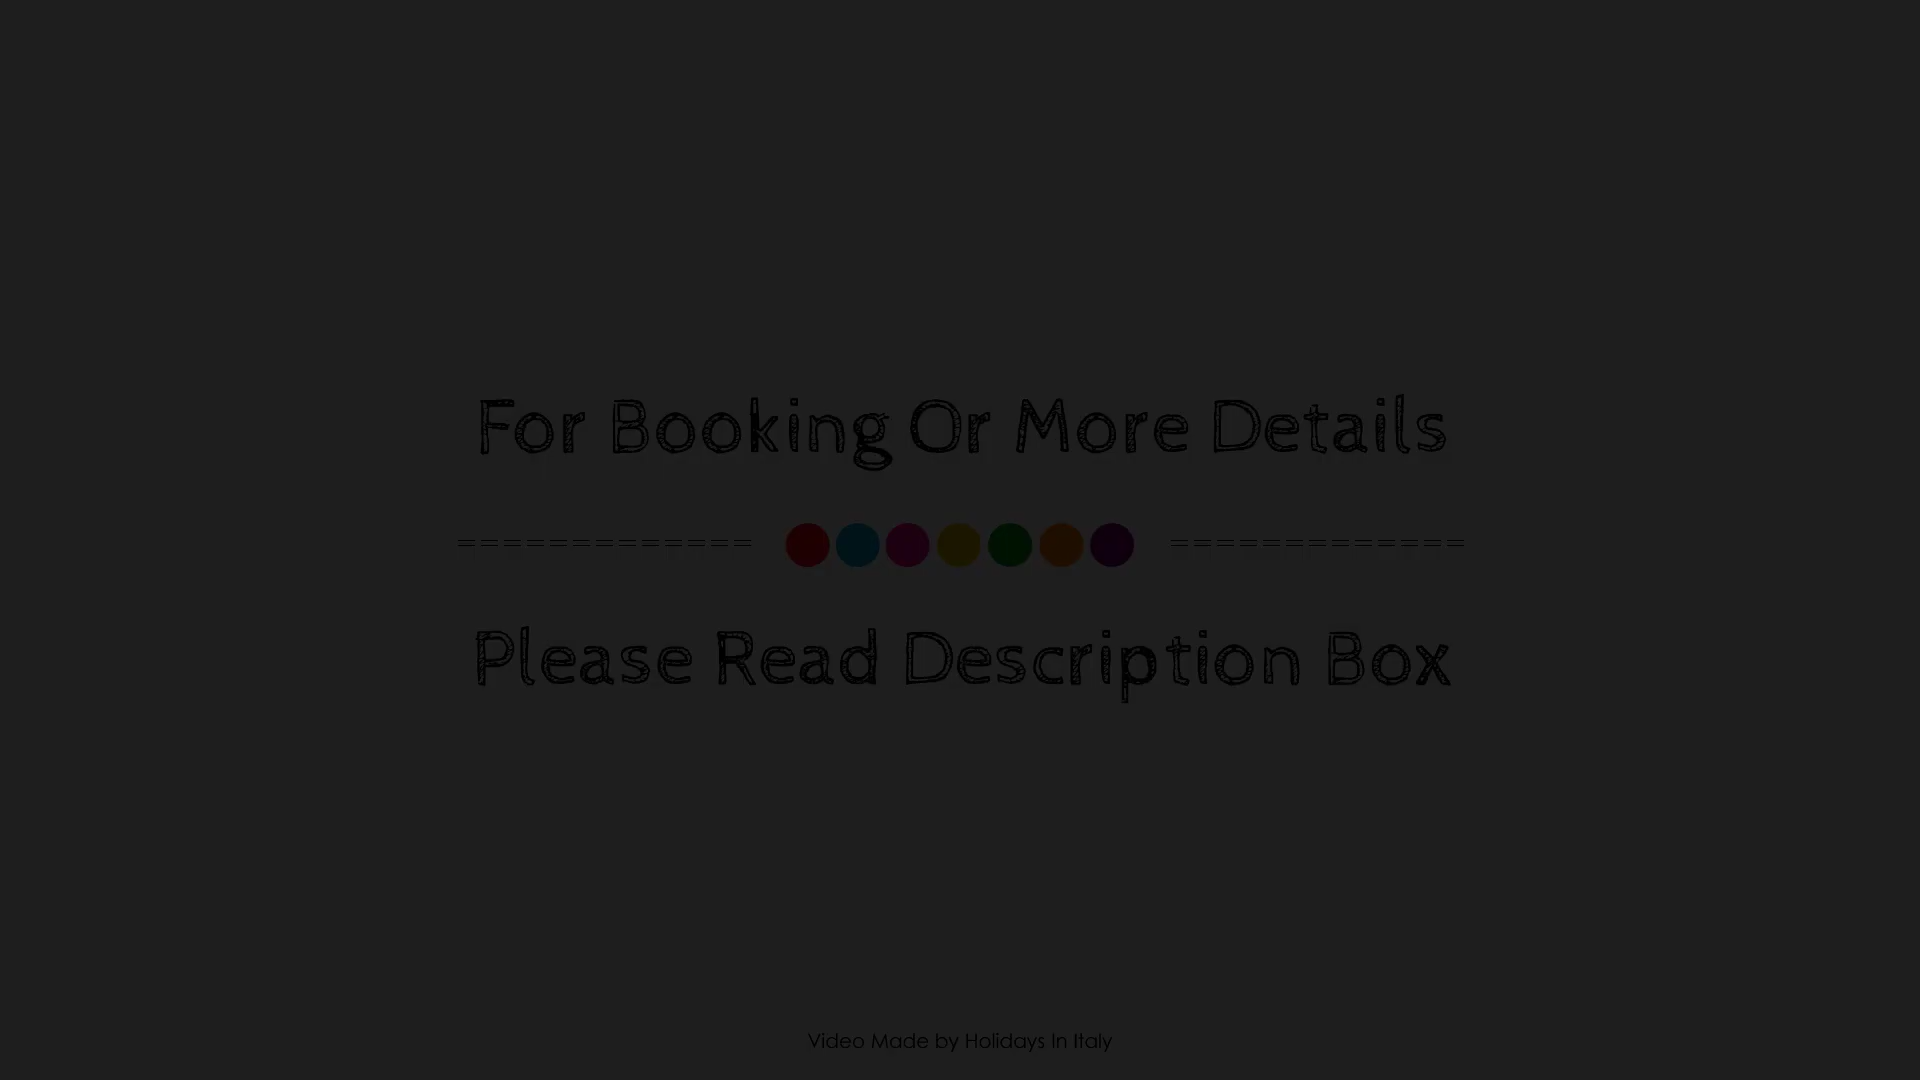 For Booking Or More Details
============= =============
Please Read Description Box
Video Made by Holidays In Italy